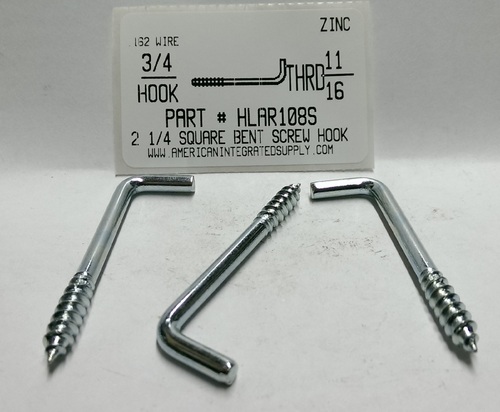 ZINC
.162 WIRE
3/4
HOOK
THRD 11/16
PART # HLAR108S
2 1/4 SQUARE BENT SCREW HOOK
WWW.AMERICANINTEGRATEDSUPPLY.COM